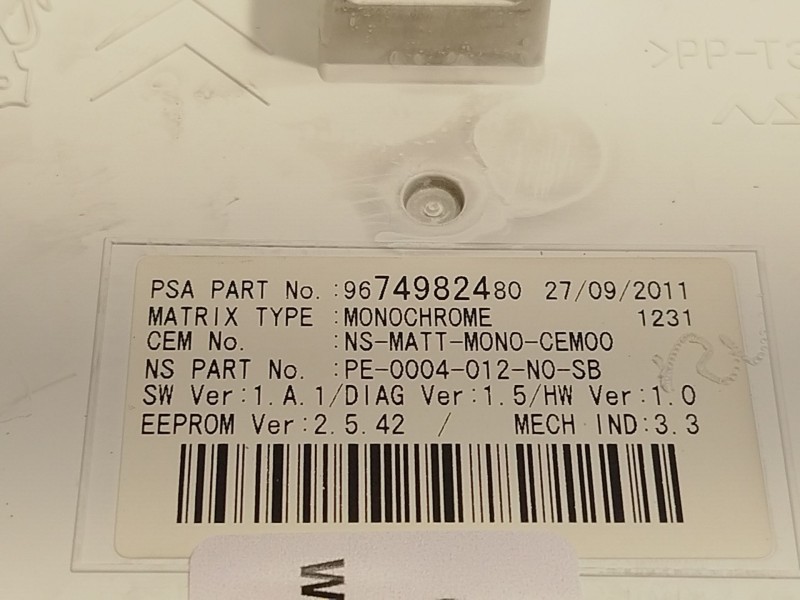 >PP-T
PSA PART No. :9674982480 27/09/2011
MATRIX TYPE :MONOCHROME 1231
CEM No. :NS-MATT-MONO-CEM00
NS PART No. :PE-0004-012-NO-SB
SW Ver:1.A.1/DIAG Ver:1.5/HW Ver:1.0
EEPROM Ver:2.5.42 / MECH IND:3.3
W